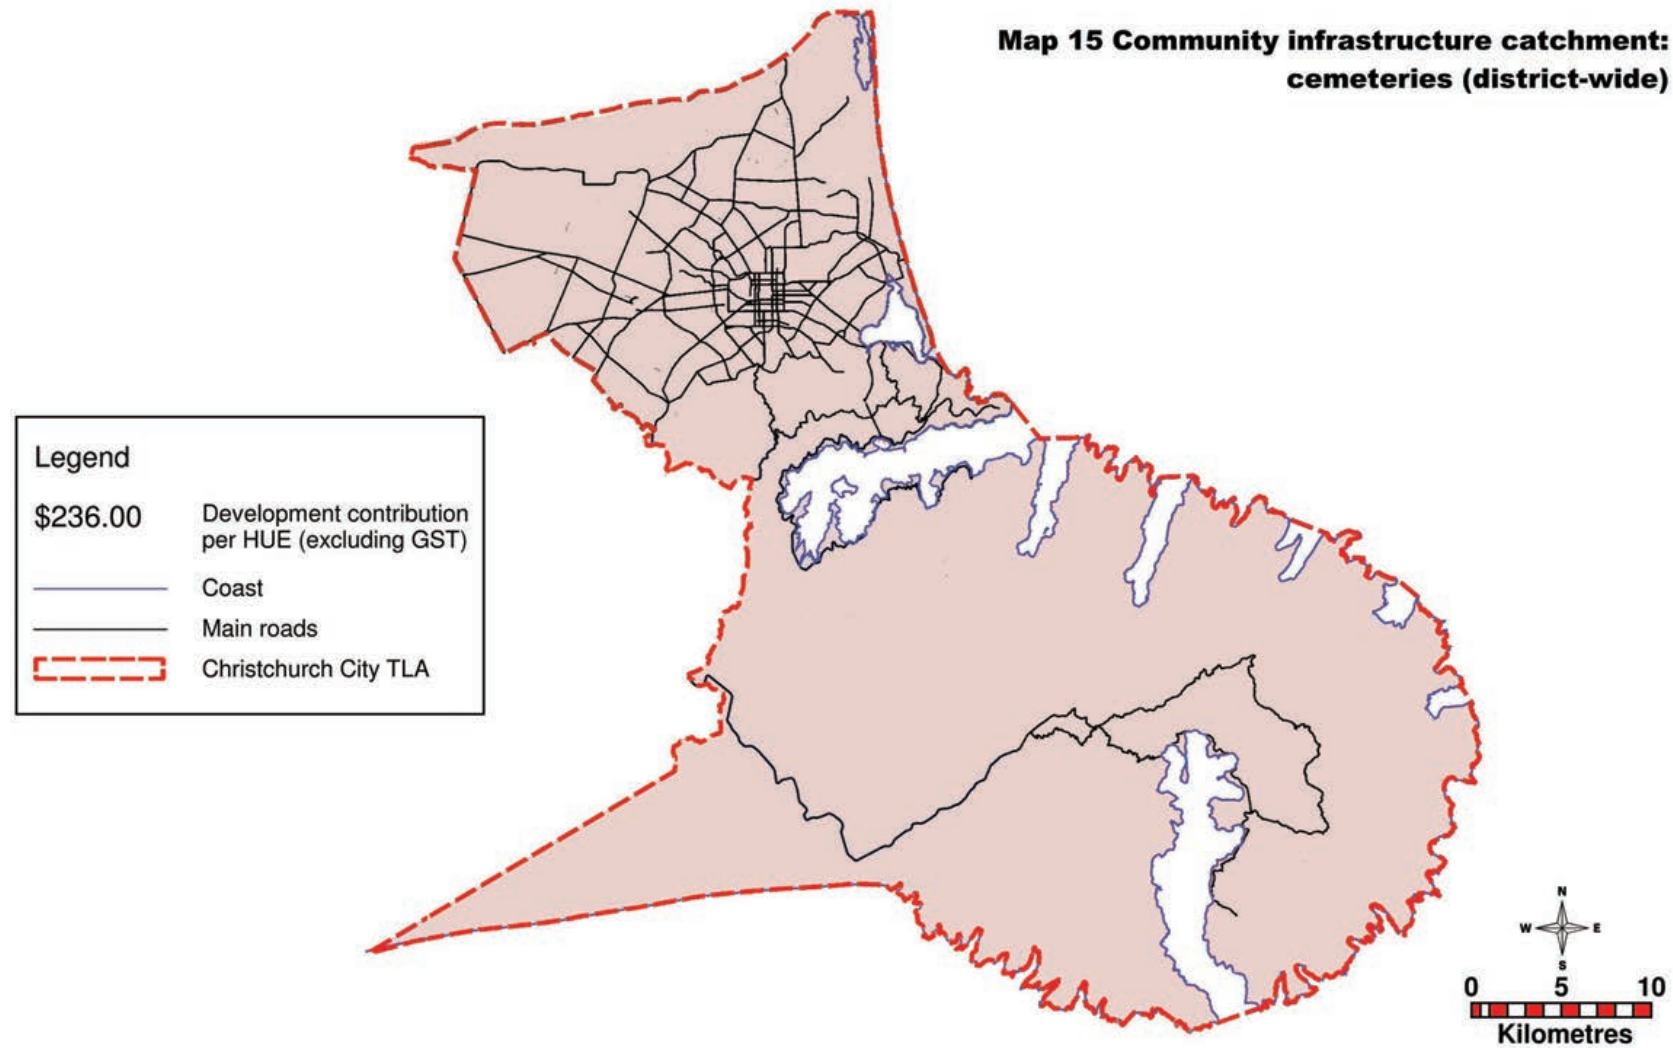 Map 15 Community infrastructure catchment:
cemeteries (district-wide)
Legend
$236.00
Development contribution
per HUE (excluding GST)
Coast
Main roads
Christchurch City TLA
N
W E
S
0 5 10
Kilometres